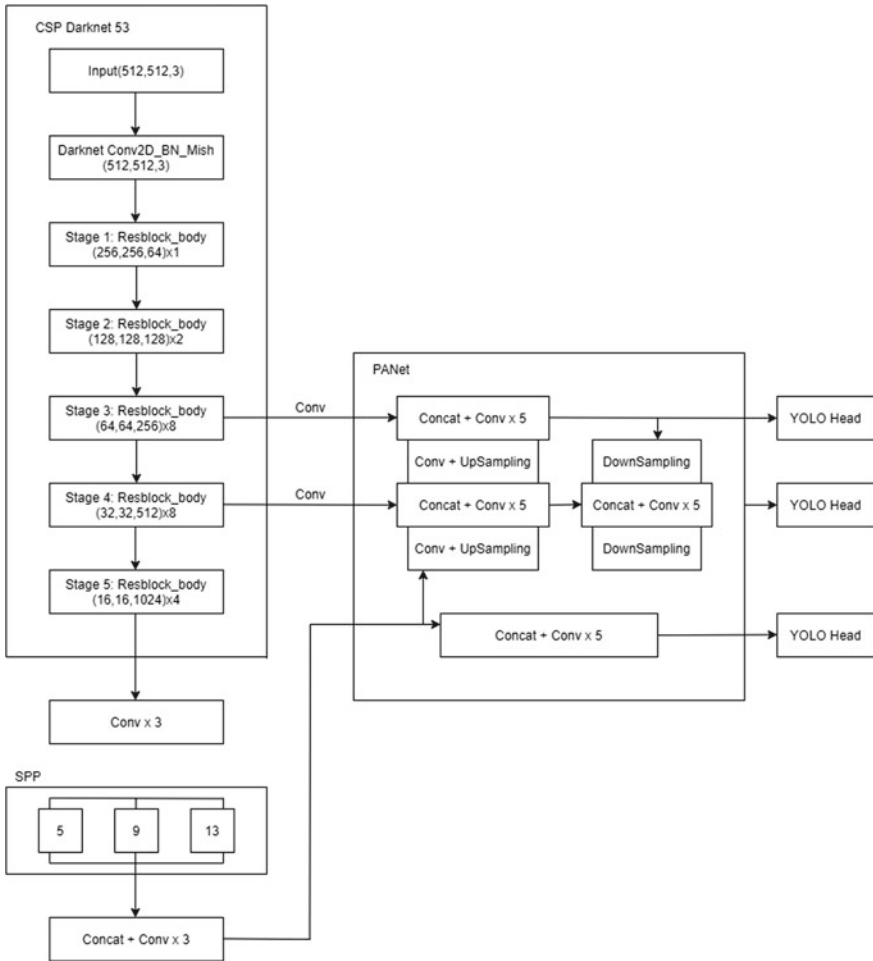 CSP Darknet 53
Input(512,512,3)
Darknet Conv2D_BN_Mish
(512,512,3)
Stage 1: Resblock_body
(256,256,64)x1
Stage 2: Resblock_body
(128,128,128)x2
Stage 3: Resblock_body
(64,64,256)x8
Stage 4: Resblock_body
(32,32,512)x8
Stage 5: Resblock_body
(16,16,1024)x4
Conv x 3
SPP
5
9
13
Concat + Conv x 3
Conv
Conv
PANet
Concat + Conv x 5
Conv + UpSampling
Concat + Conv x 5
Conv + UpSampling
DownSampling
Concat + Conv x 5
DownSampling
Concat + Conv x 5
YOLO Head
YOLO Head
YOLO Head